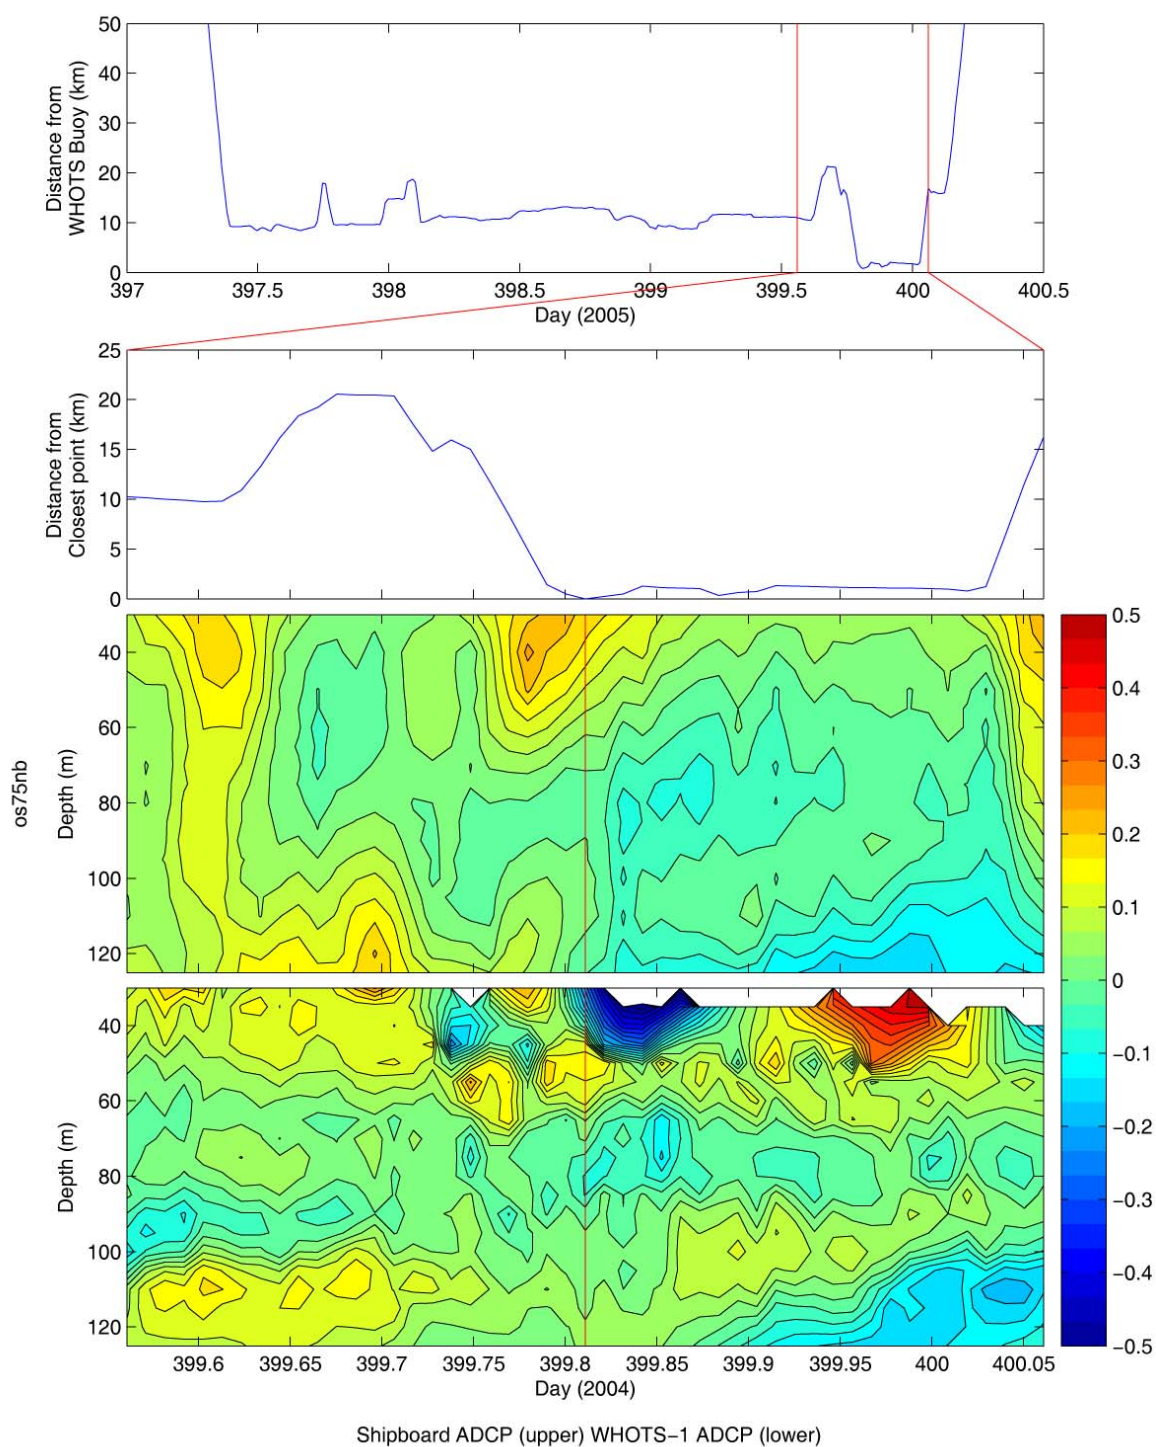 50
40
30
20
10
0
Distance from
WHOTS Buoy (km)
397 397.5 398 398.5 399 399.5 400 400.5
Day (2005)
25
20
15
10
5
0
Distance from
Closest point (km)
40
60
80
100
120
Depth (m)
os75nb
40
60
80
100
120
Depth (m)
0.5
0.4
0.3
0.2
0.1
0
−0.1
−0.2
−0.3
−0.4
−0.5
399.6 399.65 399.7 399.75 399.8 399.85 399.9 399.95 400 400.05
Day (2004)
Shipboard ADCP (upper) WHOTS−1 ADCP (lower)